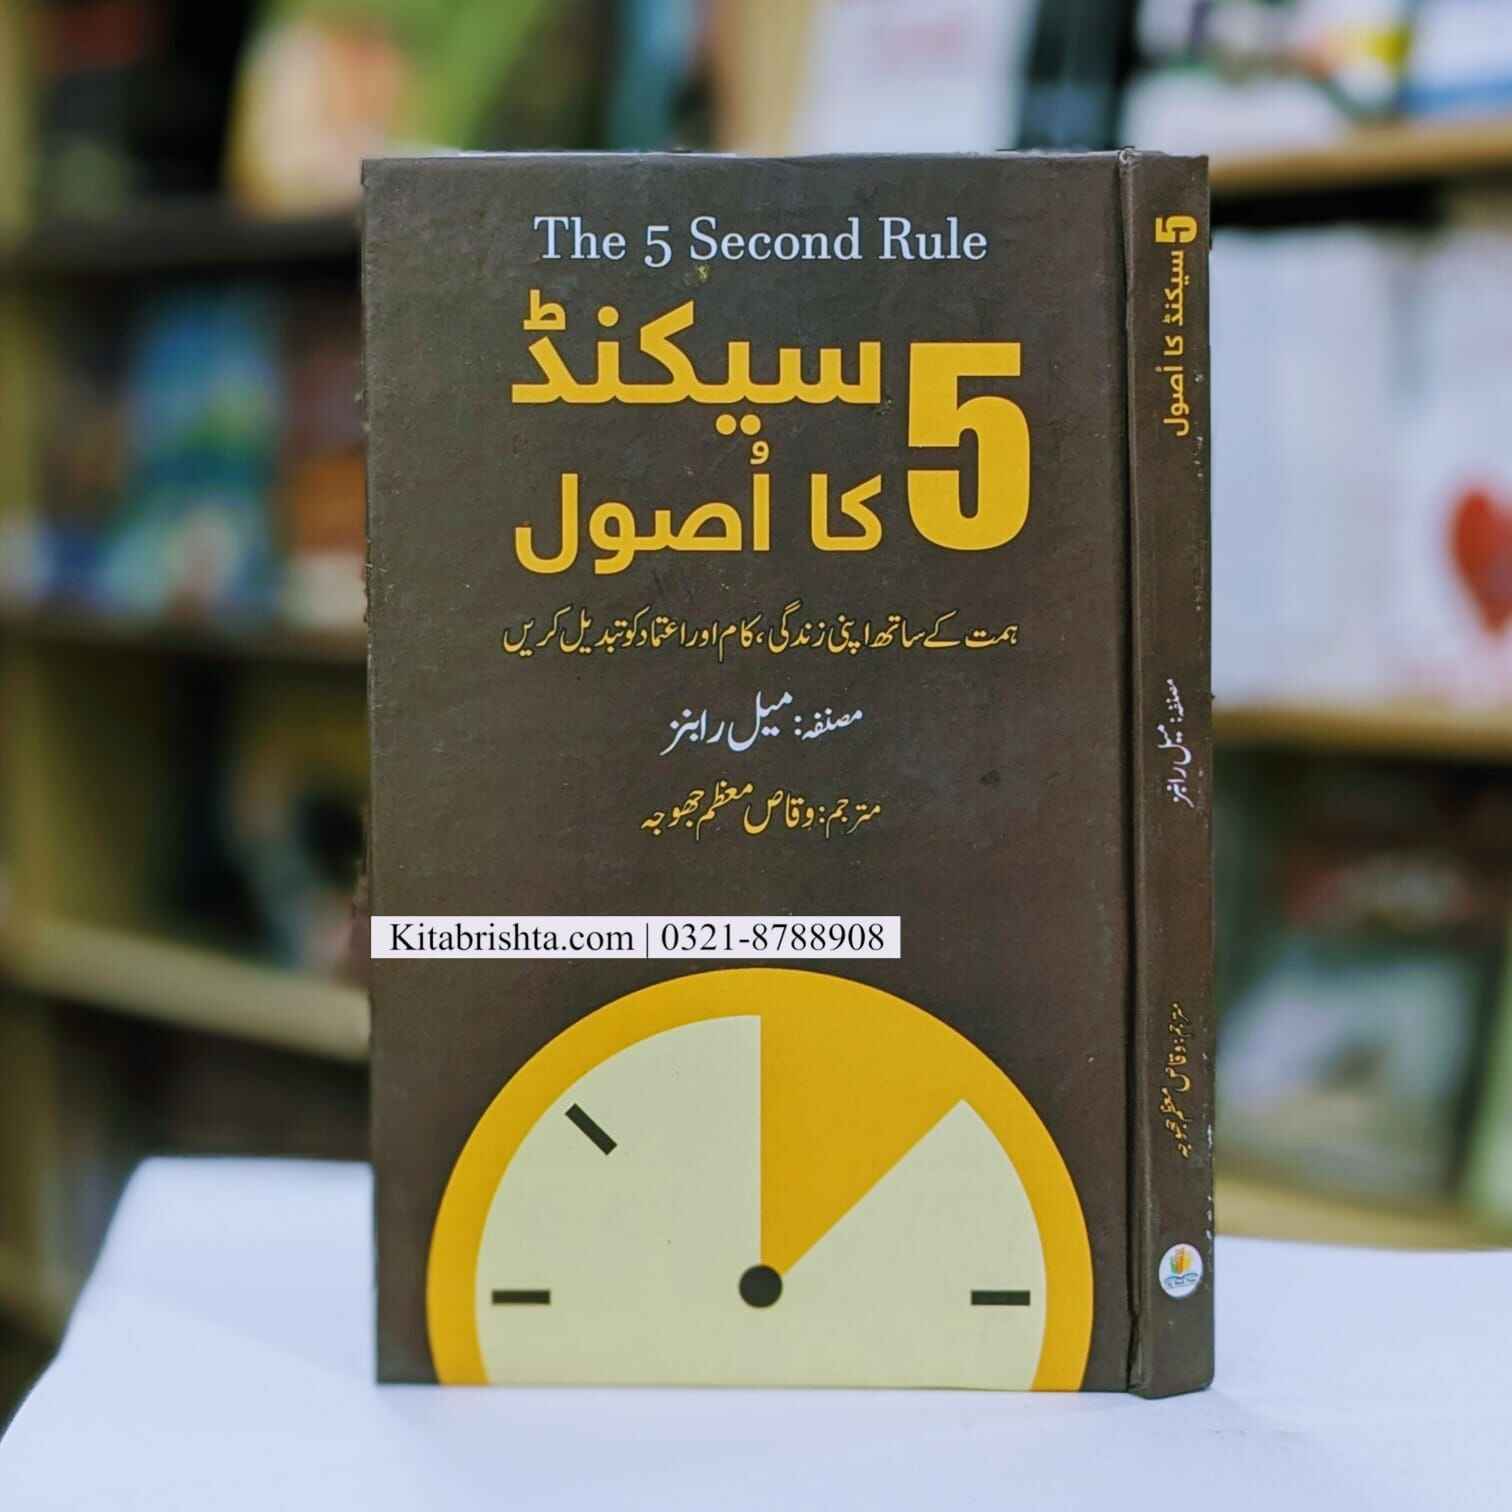 The 5 Second Rule
5 سیکنڈ
کا اُصول
ہمت کے ساتھ اپنی زندگی، کام اور اعتماد کو تبدیل کریں
مصنفہ: میل رابنز
مترجم: وقاص معظم جھوجہ
Kitabrishta.com | 0321-8788908
5 سیکنڈ کا اُصول
مصنفہ: میل رابنز
مترجم: وقاص معظم جھوجہ